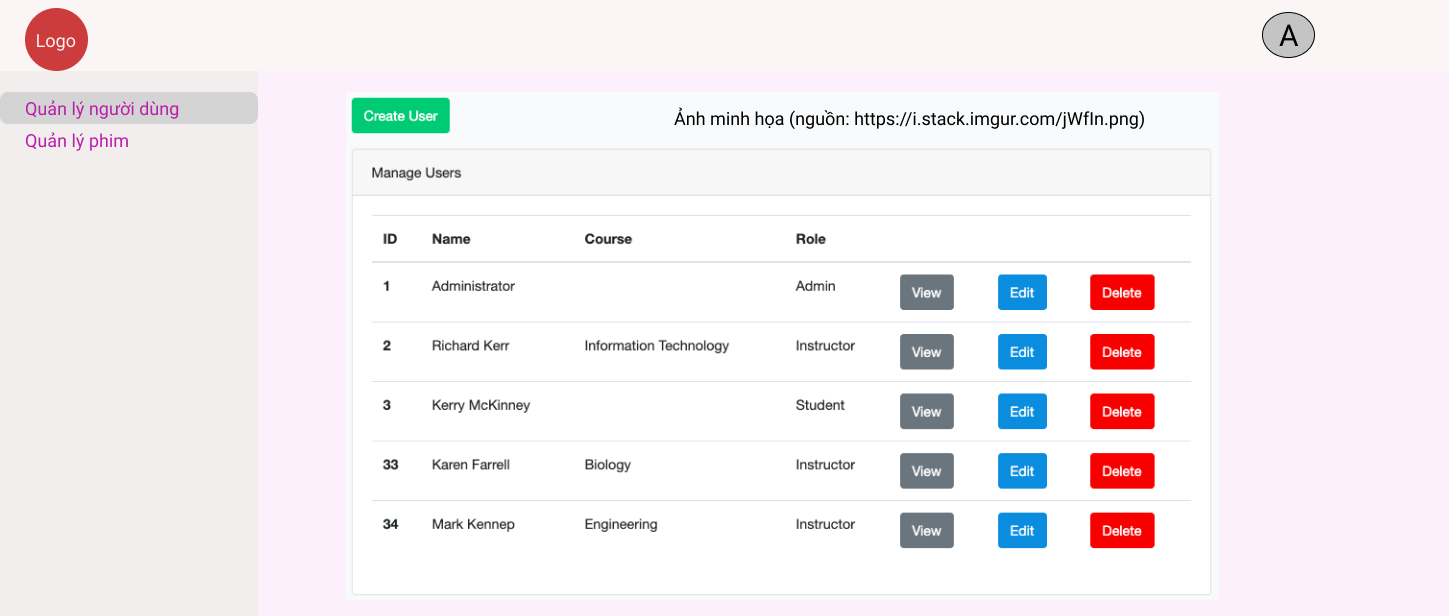 Logo
A
Quản lý người dùng
Quản lý phim
Create User
Ảnh minh họa (nguồn: https://i.stack.imgur.com/jWfIn.png)
Manage Users
ID Name Course Role
1 Administrator Admin View Edit Delete
2 Richard Kerr Information Technology Instructor View Edit Delete
3 Kerry McKinney Student View Edit Delete
33 Karen Farrell Biology Instructor View Edit Delete
34 Mark Kennep Engineering Instructor View Edit Delete